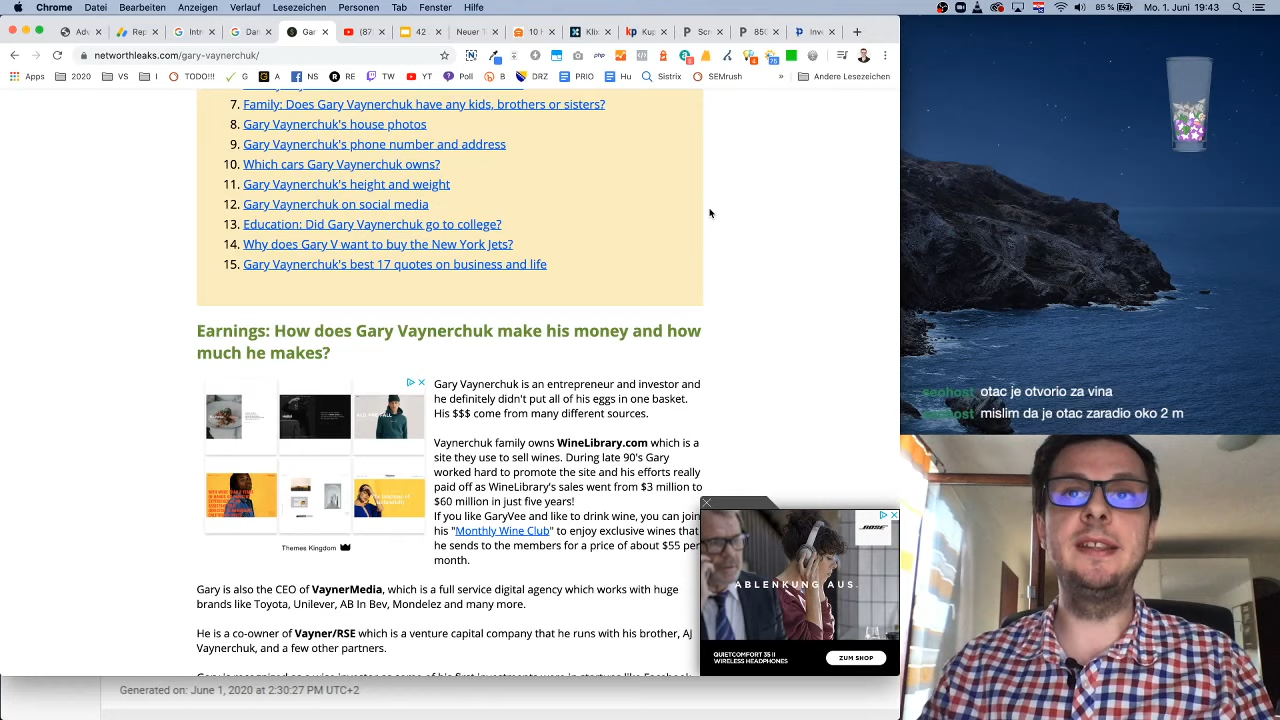 Chrome Datei Bearbeiten Anzeigen Verlauf Lesezeichen Personen Tab Fenster Hilfe
85 % Mo. 1. Juni 19:43
Adv Rep Intr Gan Gar (87 42 Neuer T Klix Kup Scr 850 Inve
networthleaks.com/gary-vaynerchuk/
Apps 2020 VS I TODO!!! G A NS RE TW YT Poll B DRZ PRIO Hu Sistrix SEmrush » Andere Lesezeichen
7. Family: Does Gary Vaynerchuk have any kids, brothers or sisters?
8. Gary Vaynerchuk's house photos
9. Gary Vaynerchuk's phone number and address
10. Which cars Gary Vaynerchuk owns?
11. Gary Vaynerchuk's height and weight
12. Gary Vaynerchuk on social media
13. Education: Did Gary Vaynerchuk go to college?
14. Why does Gary V want to buy the New York Jets?
15. Gary Vaynerchuk's best 17 quotes on business and life
Earnings: How does Gary Vaynerchuk make his money and how
much he makes?
Gary Vaynerchuk is an entrepreneur and investor and
he definitely didn't put all of his eggs in one basket.
His $$$ come from many different sources.
Vaynerchuk family owns WineLibrary.com which is a
site they use to sell wines. During late 90's Gary
worked hard to promote the site and his efforts really
paid off as WineLibrary's sales went from $3 million to
$60 million in just five years!
If you like GaryVee and like to drink wine, you can join
his "Monthly Wine Club" to enjoy exclusive wines that
he sends to the members for a price of about $55 per
month.
Themes Kingdom
Gary is also the CEO of VaynerMedia, which is a full service digital agency which works with huge
brands like Toyota, Unilever, AB In Bev, Mondelez and many more.
He is a co-owner of Vayner/RSE which is a venture capital company that he runs with his brother, AJ
Vaynerchuk, and a few other partners.
Generated on: June 1, 2020 at 2:30:27 PM UTC+2
BOSE
ABLENKUNG AUS.
QUIETCOMFORT 35 II
WIRELESS HEADPHONES
ZUM SHOP
seohost otac je otvorio za vina
seohost mislim da je otac zaradio oko 2 m